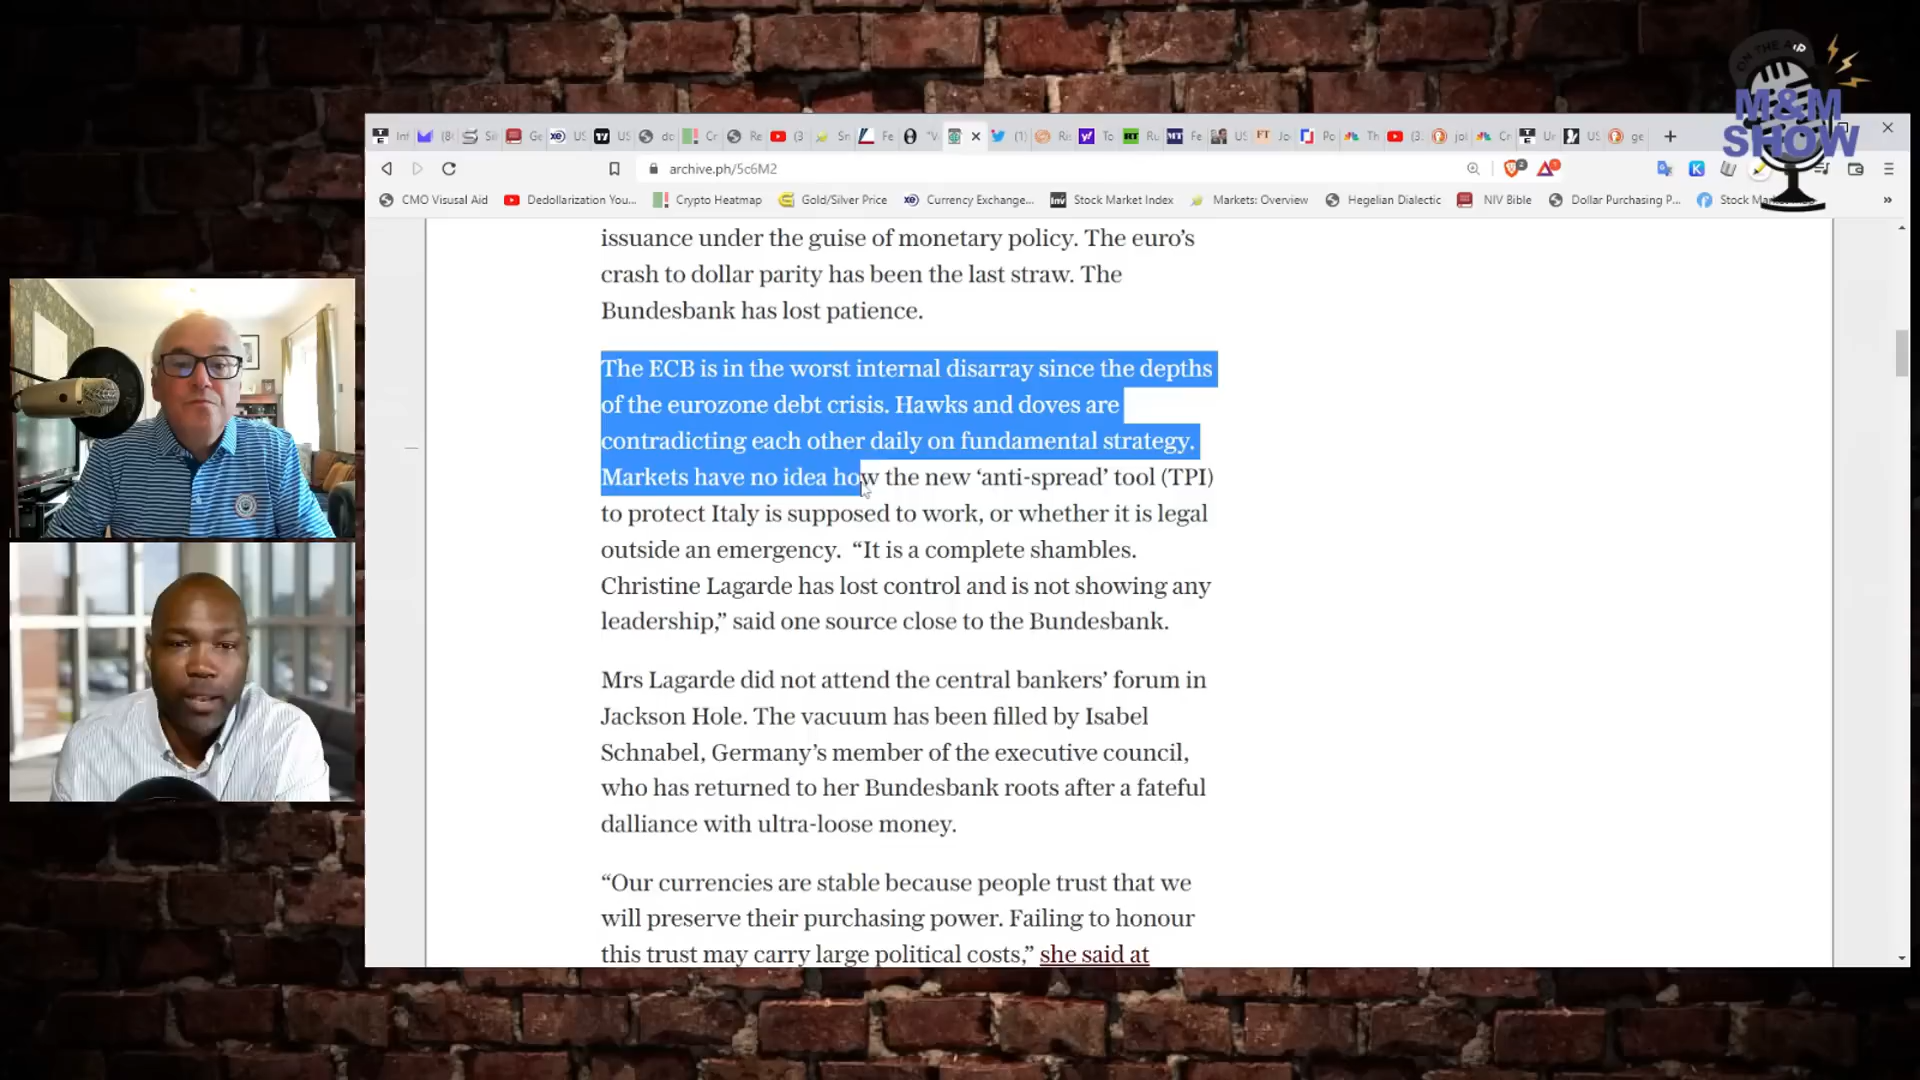 ON THE AIR
M&M
SHOW
archive.ph/5c6M2
CMO Visusal Aid
Dedollarization You...
Crypto Heatmap
Gold/Silver Price
Currency Exchange...
Stock Market Index
Markets: Overview
Hegelian Dialectic
NIV Bible
Dollar Purchasing P...
issuance under the guise of monetary policy. The euro’s
crash to dollar parity has been the last straw. The
Bundesbank has lost patience.
The ECB is in the worst internal disarray since the depths
of the eurozone debt crisis. Hawks and doves are
contradicting each other daily on fundamental strategy.
Markets have no idea how the new ‘anti-spread’ tool (TPI)
to protect Italy is supposed to work, or whether it is legal
outside an emergency. “It is a complete shambles.
Christine Lagarde has lost control and is not showing any
leadership,” said one source close to the Bundesbank.
Mrs Lagarde did not attend the central bankers’ forum in
Jackson Hole. The vacuum has been filled by Isabel
Schnabel, Germany’s member of the executive council,
who has returned to her Bundesbank roots after a fateful
dalliance with ultra-loose money.
“Our currencies are stable because people trust that we
will preserve their purchasing power. Failing to honour
this trust may carry large political costs,” she said at